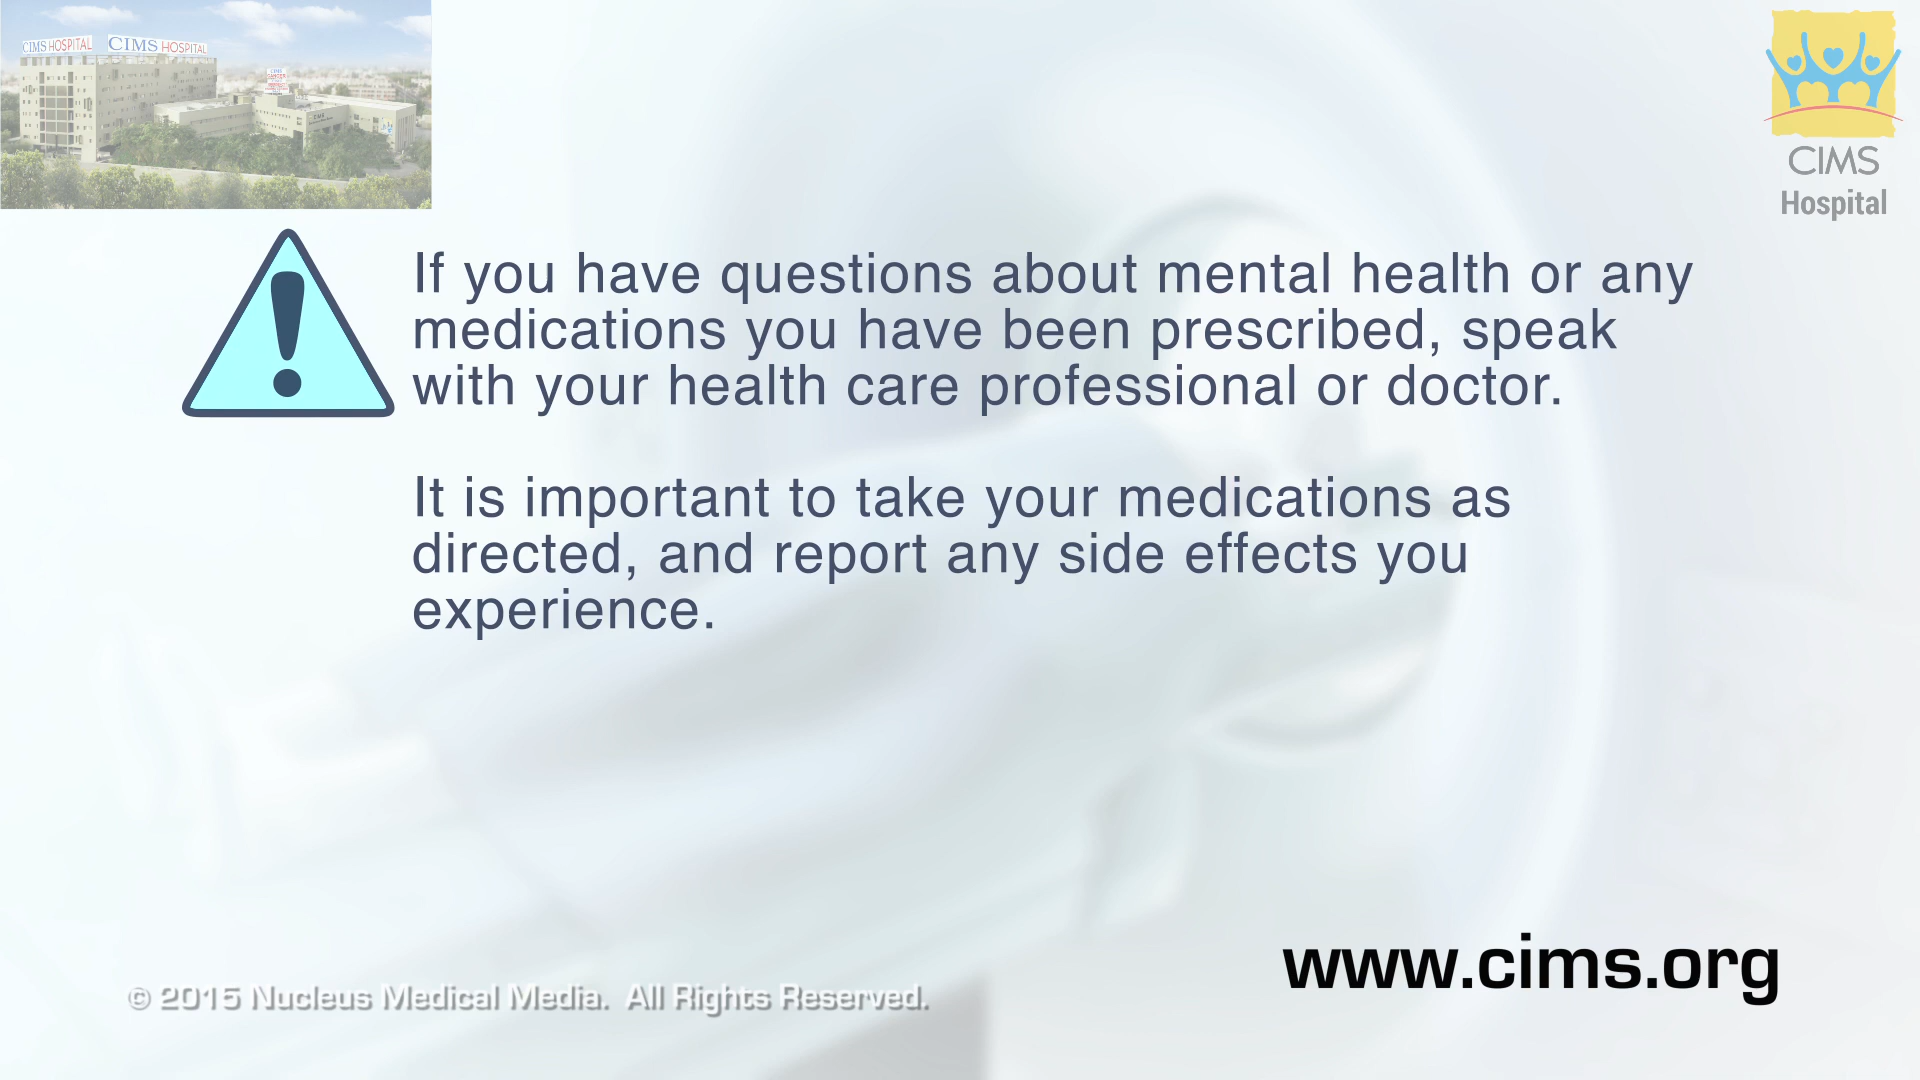 CIMS HOSPITAL CIMS HOSPITAL
CIMS
Hospital
If you have questions about mental health or any
medications you have been prescribed, speak
with your health care professional or doctor.
It is important to take your medications as
directed, and report any side effects you
experience.
www.cims.org
© 2015 Nucleus Medical Media. All Rights Reserved.